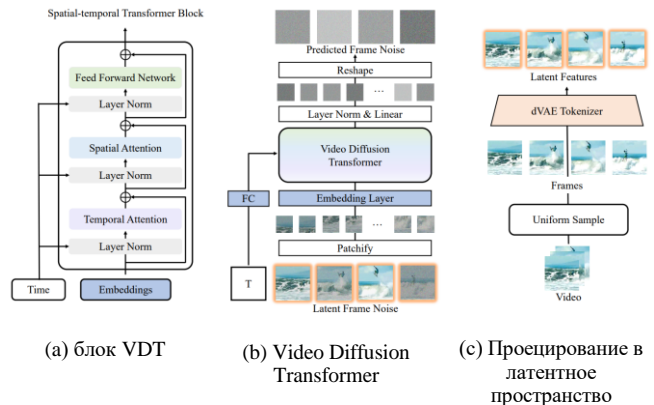 Spatial-temporal Transformer Block
Feed Forward Network
Layer Norm
Spatial Attention
Layer Norm
Temporal Attention
Layer Norm
Time
Embeddings
(a) блок VDT
Predicted Frame Noise
Reshape
...
Layer Norm & Linear
Video Diffusion
Transformer
FC
Embedding Layer
...
Patchify
T
Latent Frame Noise
(b) Video Diffusion
Transformer
Latent Features
dVAE Tokenizer
Frames
Uniform Sample
Video
(c) Проецирование в
латентное
пространство